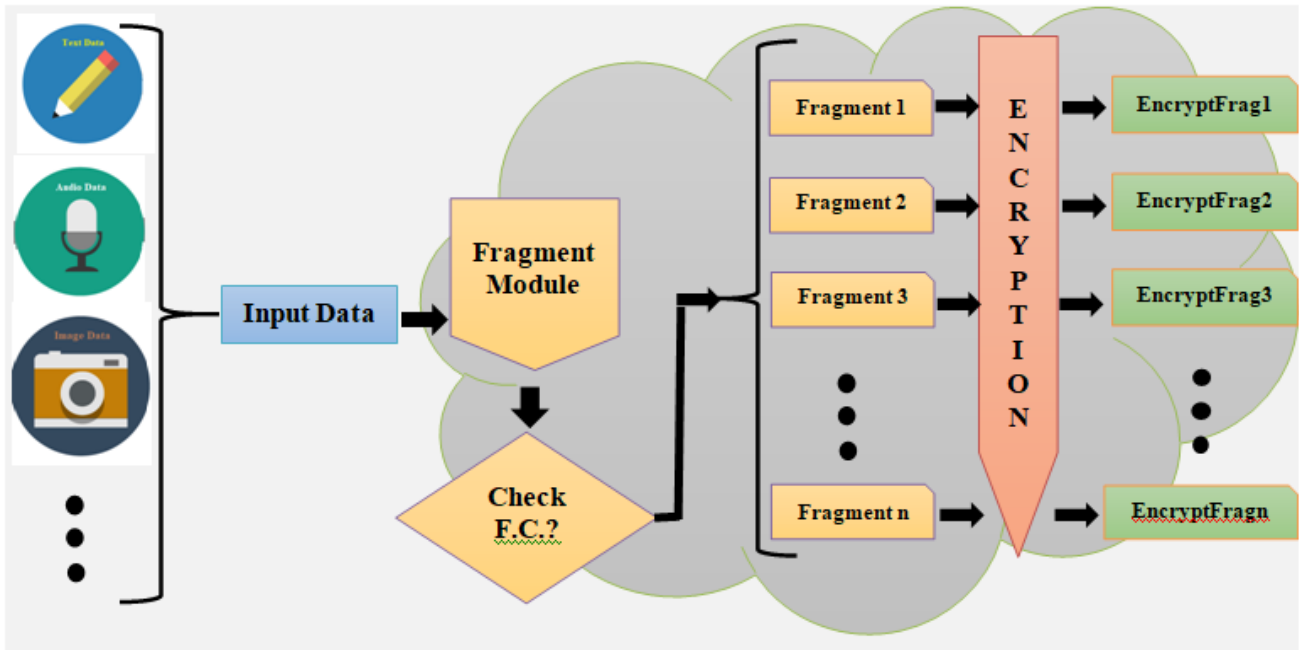 Text Data
Audio Data
Image Data
Input Data
Fragment
Module
Check
F.C.?
Fragment 1
Fragment 2
Fragment 3
Fragment n
E
N
C
R
Y
P
T
I
O
N
EncryptFrag1
EncryptFrag2
EncryptFrag3
EncryptFragn